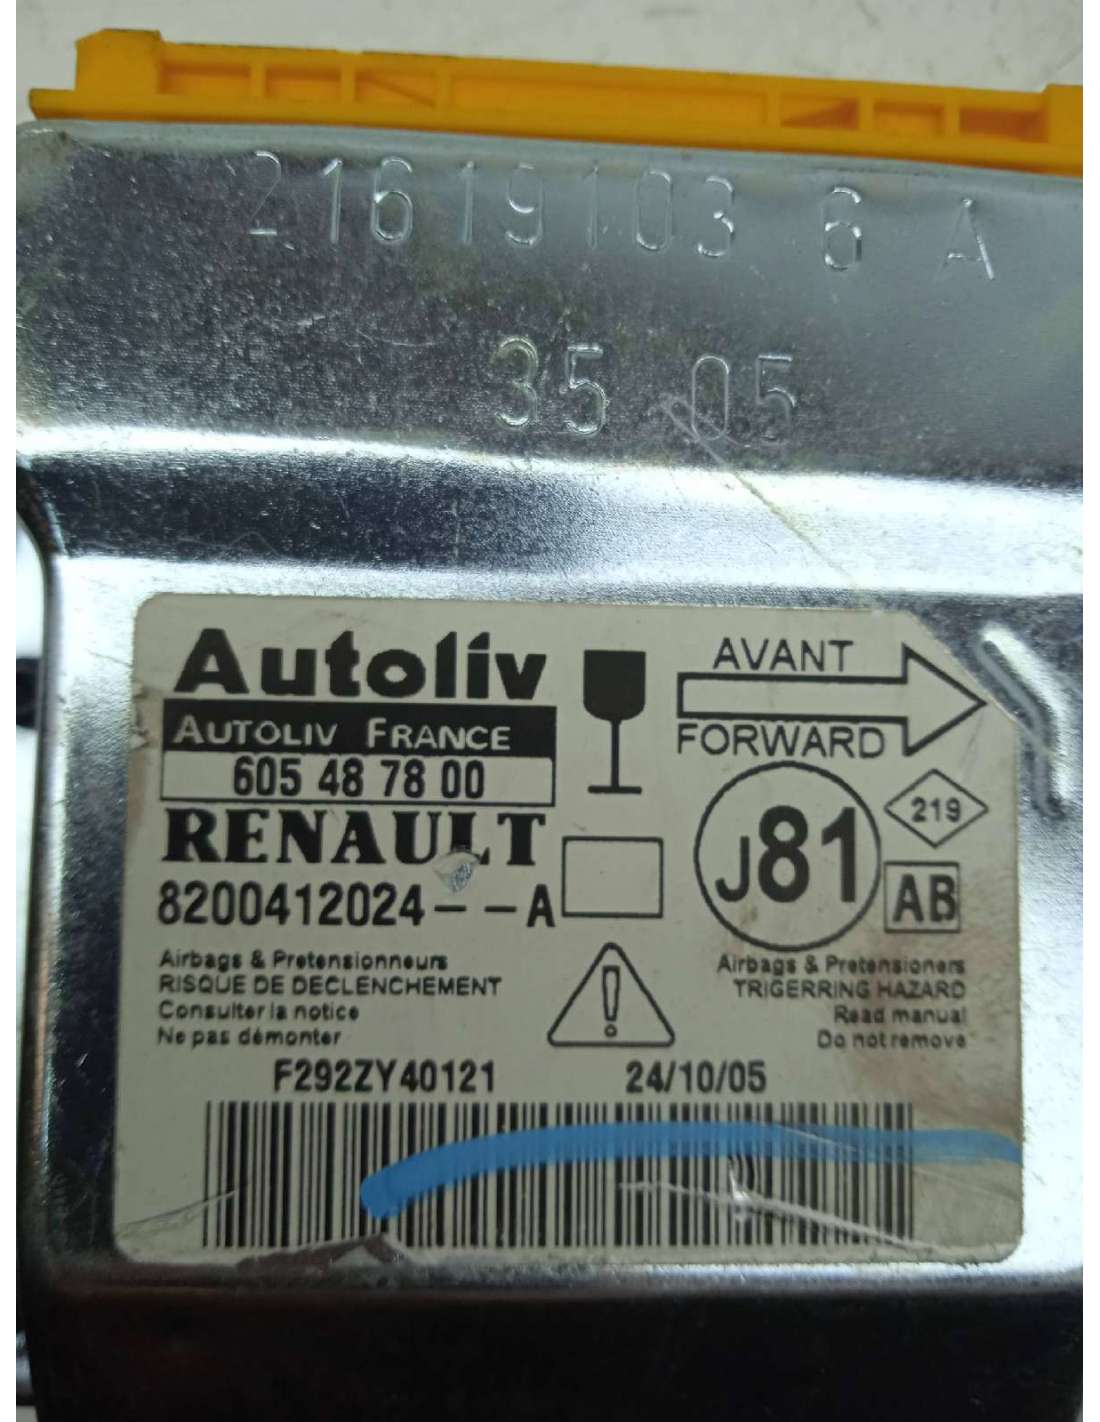 21619103 6 A
35 05
Autoliv
AUTOLIV FRANCE
605 48 78 00
RENAULT
8200412024--A
AVANT
FORWARD
J81
219
AB
Airbags & Pretensionneurs
RISQUE DE DECLENCHEMENT
Consulter la notice
Ne pas démonter
!
Airbags & Pretensioners
TRIGERRING HAZARD
Read manual
Do not remove
F292ZY40121 24/10/05